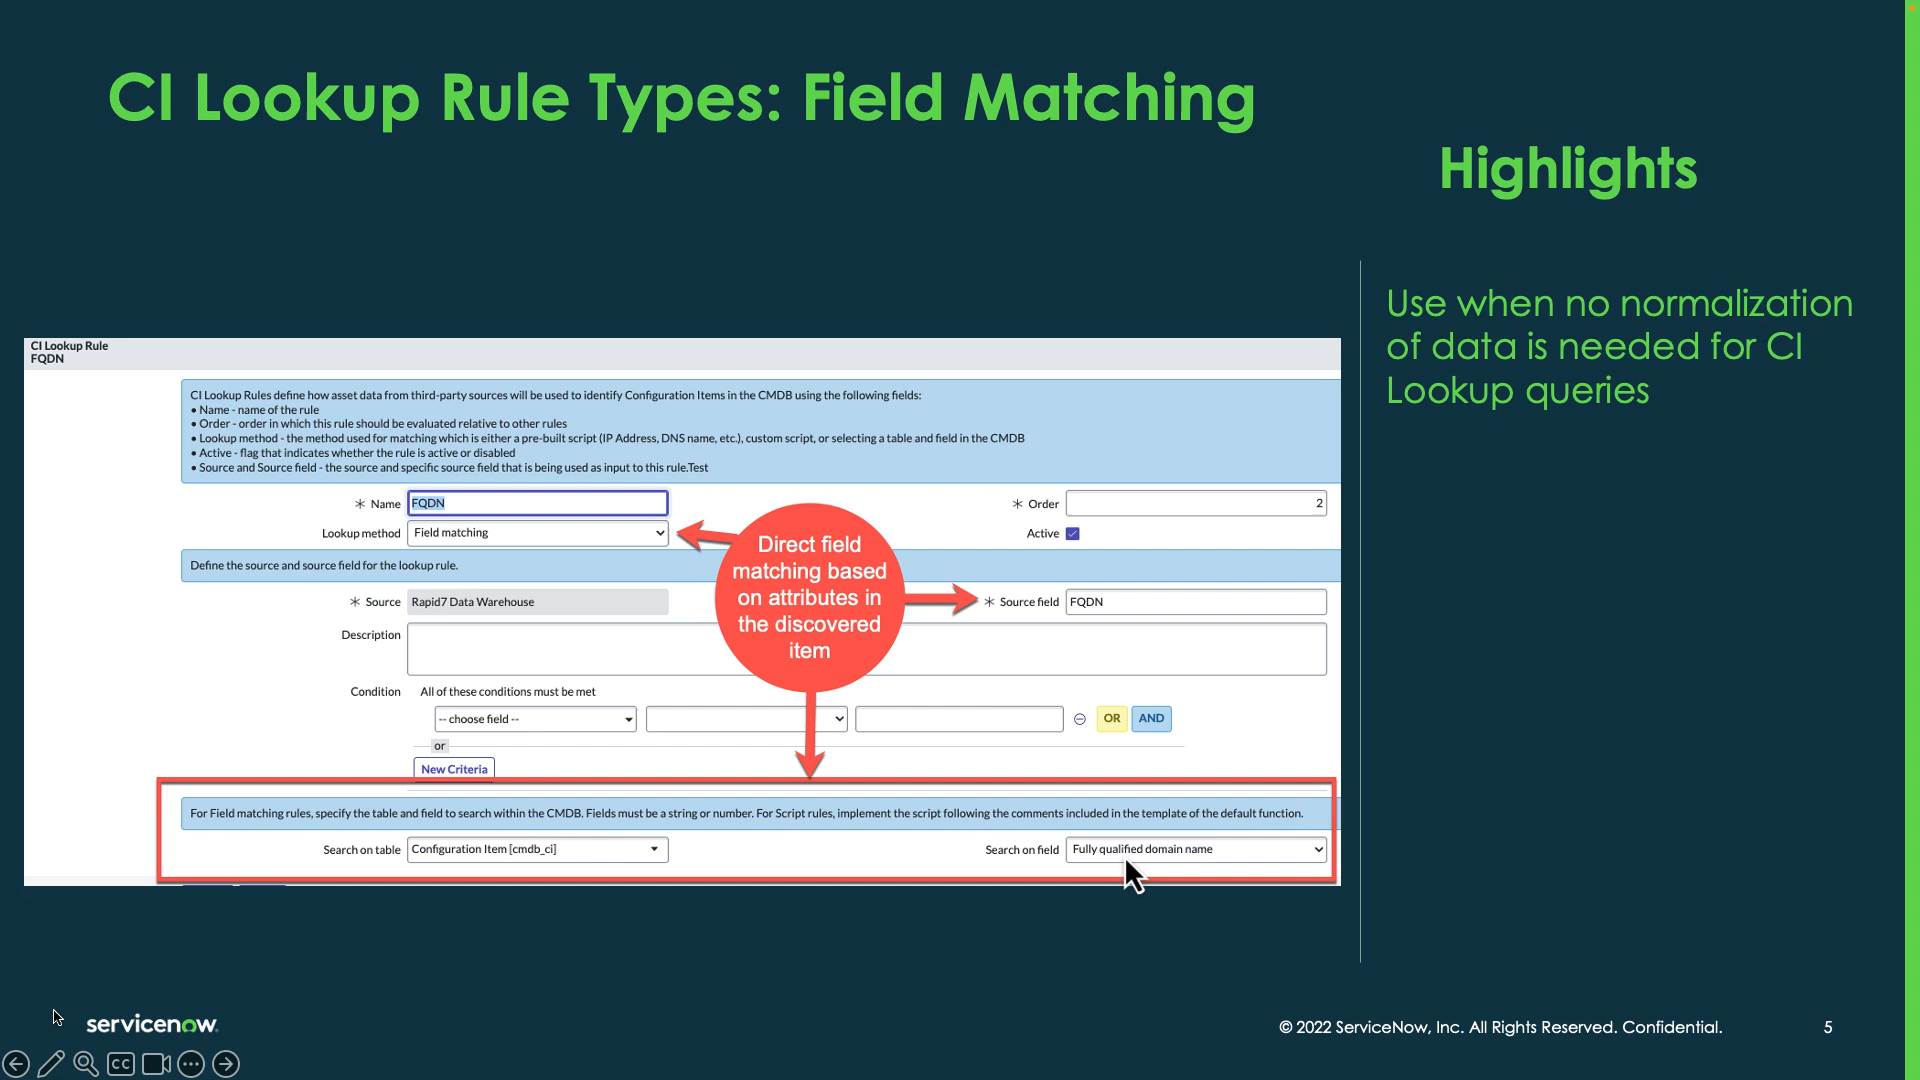 CI Lookup Rule Types: Field Matching
Highlights
Use when no normalization
of data is needed for CI
Lookup queries
CI Lookup Rule
FQDN
CI Lookup Rules define how asset data from third-party sources will be used to identify Configuration Items in the CMDB using the following fields:
• Name - name of the rule
• Order - order in which this rule should be evaluated relative to other rules
• Lookup method - the method used for matching which is either a pre-built script (IP Address, DNS name, etc.), custom script, or selecting a table and field in the CMDB
• Active - flag that indicates whether the rule is active or disabled
• Source and Source field - the source and specific source field that is being used as input to this rule.Test
Name FQDN
Order 2
Lookup method Field matching
Active
Direct field
matching based
on attributes in
the discovered
item
Define the source and source field for the lookup rule.
Source Rapid7 Data Warehouse
Source field FQDN
Description
Condition All of these conditions must be met
-- choose field --
OR AND
or
New Criteria
For Field matching rules, specify the table and field to search within the CMDB. Fields must be a string or number. For Script rules, implement the script following the comments included in the template of the default function.
Search on table Configuration Item [cmdb_ci]
Search on field Fully qualified domain name
servicenow
© 2022 ServiceNow, Inc. All Rights Reserved. Confidential.
5
CC